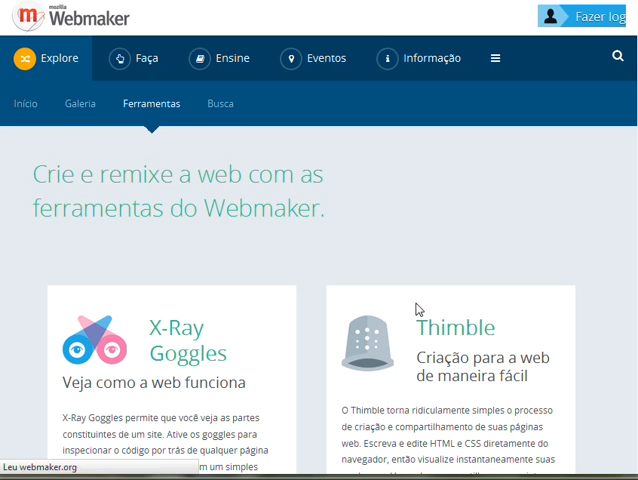 mozilla
Webmaker
Fazer log
Explore
Faça
Ensine
Eventos
Informação
Início
Galeria
Ferramentas
Busca
Crie e remixe a web com as
ferramentas do Webmaker.
X-Ray
Goggles
Veja como a web funciona
X-Ray Goggles permite que você veja as partes
constituintes de um site. Ative os goggles para
inspecionar o código por trás de qualquer página
m um simples
Thimble
Criação para a web
de maneira fácil
O Thimble torna ridiculamente simples o processo
de criação e compartilhamento de suas páginas
web. Escreva e edite HTML e CSS diretamente do
navegador, então visualize instantaneamente suas
Leu webmaker.org